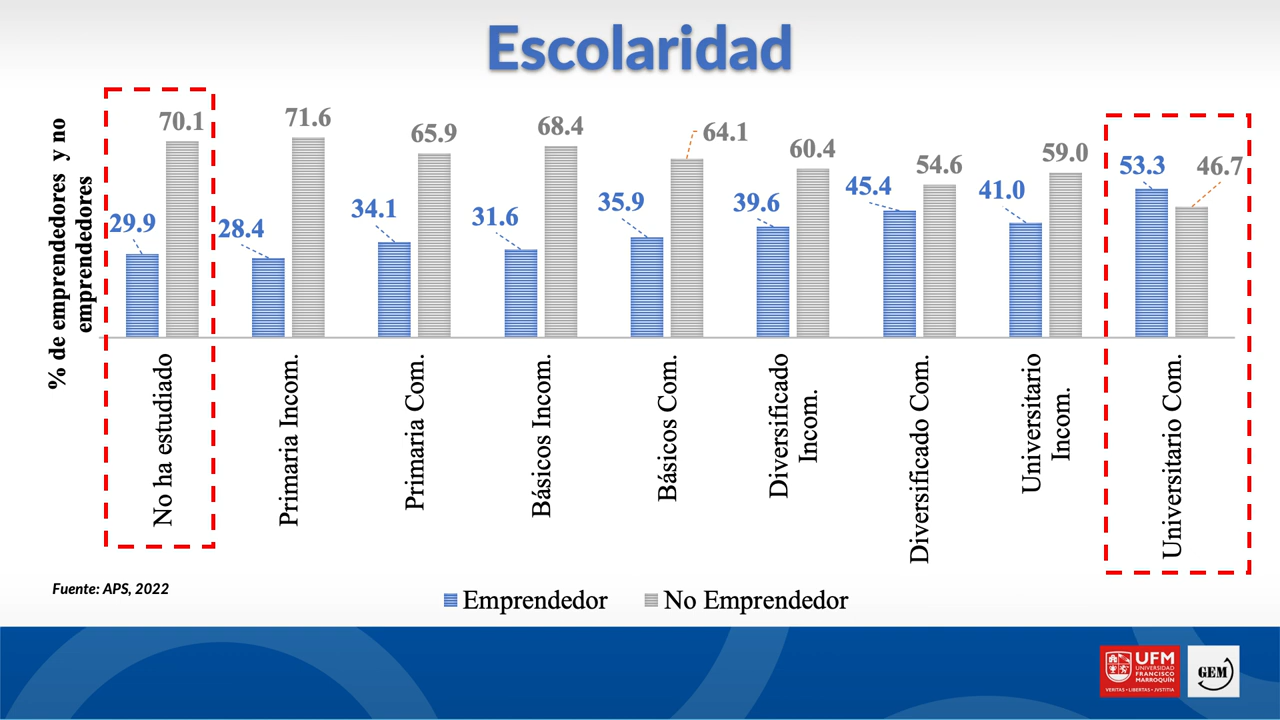 Escolaridad
% de emprendedores y no
emprendedores
29.9
70.1
28.4
71.6
34.1
65.9
31.6
68.4
35.9
64.1
39.6
60.4
45.4
54.6
41.0
59.0
53.3
46.7
No ha estudiado
Primaria Incom.
Primaria Com.
Básicos Incom.
Básicos Com.
Diversificado
Incom.
Diversificado Com.
Universitario
Incom.
Universitario Com.
Fuente: APS, 2022
Emprendedor
No Emprendedor
UFM
UNIVERSIDAD
FRANCISCO
MARROQUÍN
VERITAS • LIBERTAS • JVSTITIA
GEM